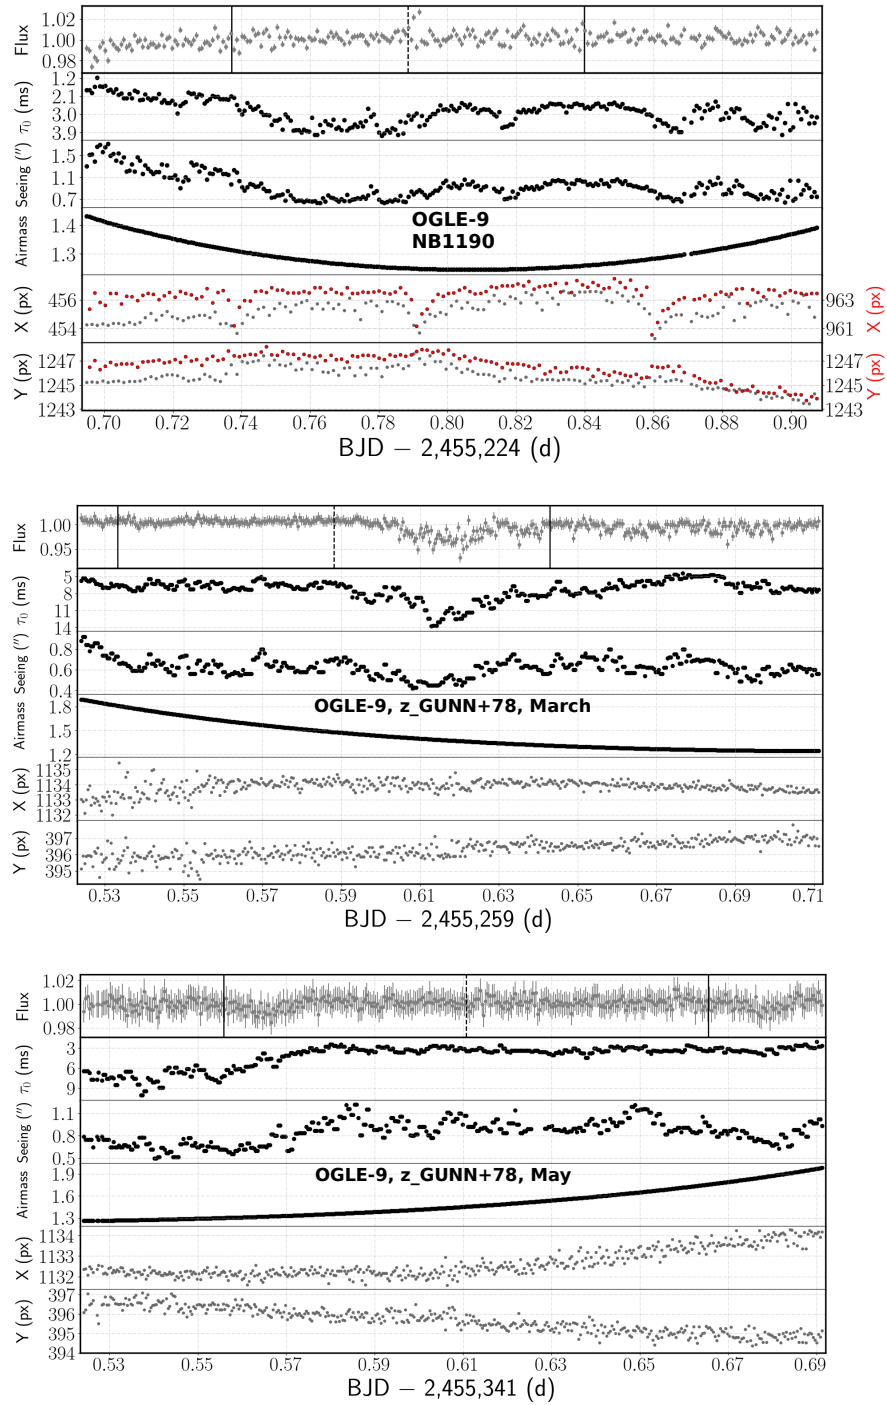 1.02
1.00
0.98
Flux
1.2
2.1
3.0
3.9
τ0 (ms)
1.5
1.1
0.7
Seeing (″)
1.4
1.3
Airmass
OGLE-9
NB1190
456
454
X (px)
963
961
X (px)
1247
1245
1243
Y (px)
1247
1245
1243
Y (px)
0.70 0.72 0.74 0.76 0.78 0.80 0.82 0.84 0.86 0.88 0.90
BJD − 2,455,224 (d)
1.00
0.95
Flux
5
8
11
14
τ0 (ms)
0.8
0.6
0.4
Seeing (″)
1.8
1.5
1.2
Airmass
OGLE-9, z_GUNN+78, March
1135
1134
1133
1132
X (px)
397
396
395
Y (px)
0.53 0.55 0.57 0.59 0.61 0.63 0.65 0.67 0.69 0.71
BJD − 2,455,259 (d)
1.02
1.00
0.98
Flux
3
6
9
τ0 (ms)
1.1
0.8
0.5
Seeing (″)
1.9
1.6
1.3
Airmass
OGLE-9, z_GUNN+78, May
1134
1133
1132
X (px)
397
396
395
394
Y (px)
0.53 0.55 0.57 0.59 0.61 0.63 0.65 0.67 0.69
BJD − 2,455,341 (d)